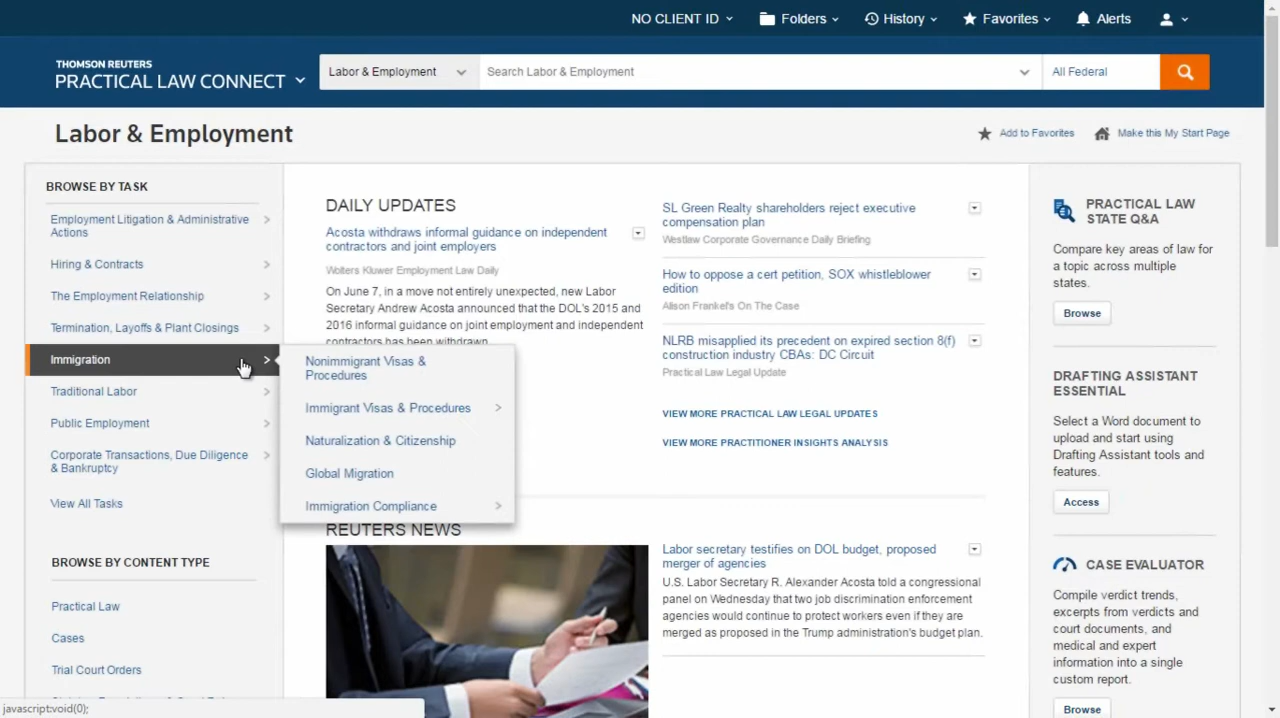 NO CLIENT ID
Folders
History
Favorites
Alerts
THOMSON REUTERS
PRACTICAL LAW CONNECT
Labor & Employment
Search Labor & Employment
All Federal
Labor & Employment
Add to Favorites
Make this My Start Page
BROWSE BY TASK
Employment Litigation & Administrative
Actions
Hiring & Contracts
The Employment Relationship
Termination, Layoffs & Plant Closings
Immigration
Traditional Labor
Public Employment
Corporate Transactions, Due Diligence
& Bankruptcy
View All Tasks
Nonimmigrant Visas &
Procedures
Immigrant Visas & Procedures
Naturalization & Citizenship
Global Migration
Immigration Compliance
BROWSE BY CONTENT TYPE
Practical Law
Cases
Trial Court Orders
javascript:void(0);
DAILY UPDATES
Acosta withdraws informal guidance on independent
contractors and joint employers
Wolters Kluwer Employment Law Daily
On June 7, in a move not entirely unexpected, new Labor
Secretary Andrew Acosta announced that the DOL's 2015 and
2016 informal guidance on joint employment and independent
contractors has been withdrawn.
SL Green Realty shareholders reject executive
compensation plan
Westlaw Corporate Governance Daily Briefing
How to oppose a cert petition, SOX whistleblower
edition
Alison Frankel's On The Case
NLRB misapplied its precedent on expired section 8(f)
construction industry CBAs: DC Circuit
Practical Law Legal Update
VIEW MORE PRACTICAL LAW LEGAL UPDATES
VIEW MORE PRACTITIONER INSIGHTS ANALYSIS
REUTERS NEWS
Labor secretary testifies on DOL budget, proposed
merger of agencies
U.S. Labor Secretary R. Alexander Acosta told a congressional
panel on Wednesday that two job discrimination enforcement
agencies would continue to protect workers even if they are
merged as proposed in the Trump administration's budget plan.
PRACTICAL LAW
STATE Q&A
Compare key areas of law for
a topic across multiple
states.
Browse
DRAFTING ASSISTANT
ESSENTIAL
Select a Word document to
upload and start using
Drafting Assistant tools and
features.
Access
CASE EVALUATOR
Compile verdict trends,
excerpts from verdicts and
court documents, and
medical and expert
information into a single
custom report.
Browse